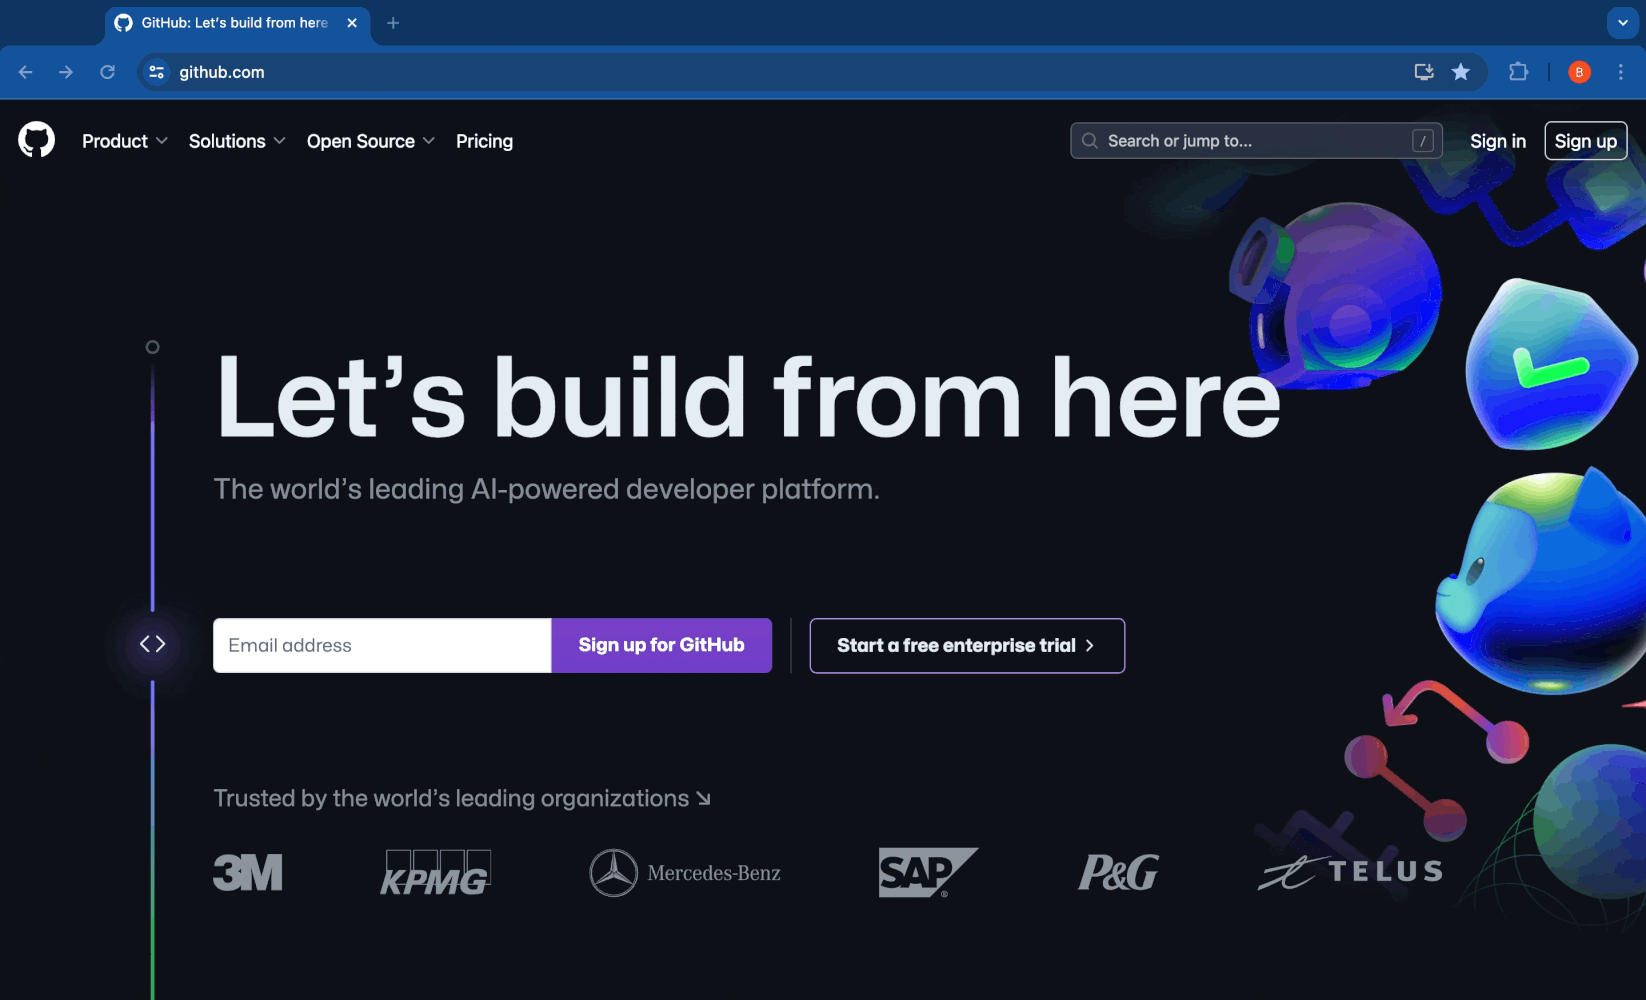 GitHub: Let's build from here
github.com
B
Product
Solutions
Open Source
Pricing
Search or jump to...
/
Sign in
Sign up
Let's build from here
The world's leading AI-powered developer platform.
Email address
Sign up for GitHub
Start a free enterprise trial
Trusted by the world's leading organizations
3M
KPMG
Mercedes-Benz
SAP®
P&G
TELUS